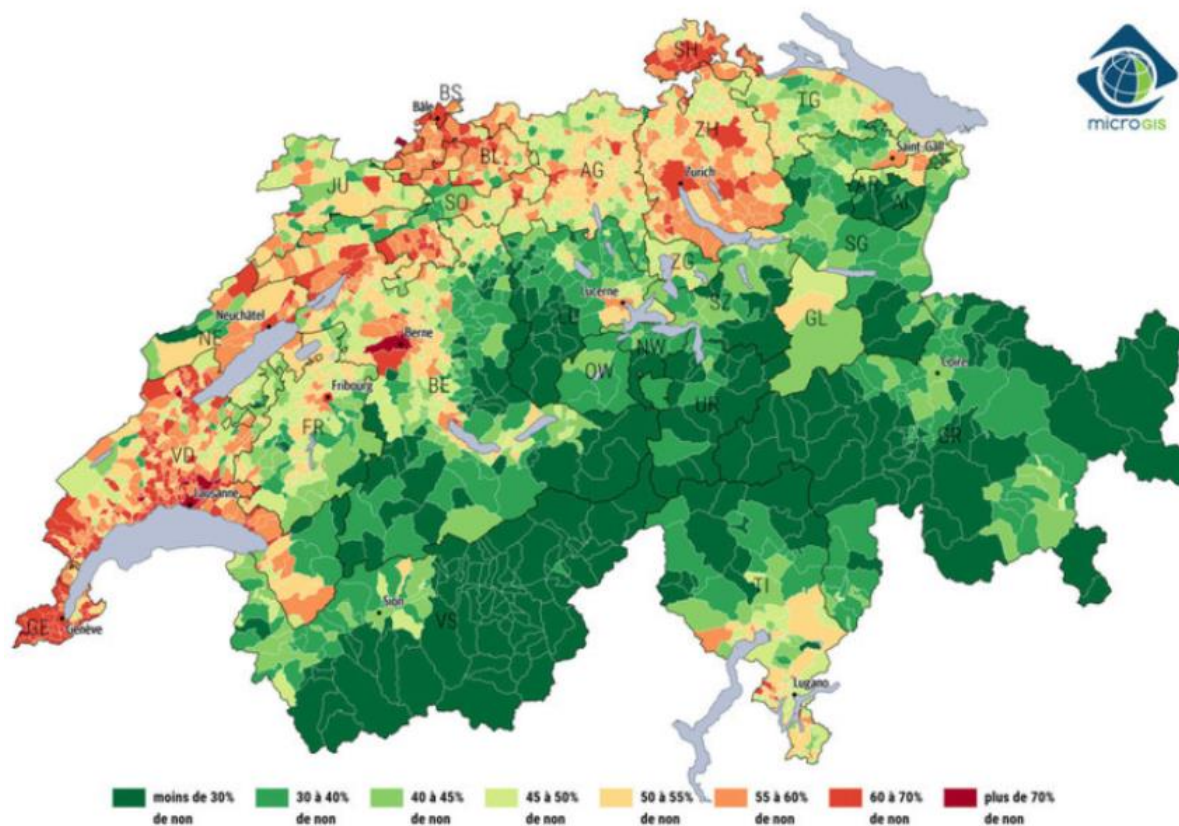 microGIS
SH
BS
Bâle
BL
TG
ZH
Saint-Gall
AG
JU
Zurich
AR
AI
SO
SG
ZG
Lucerne
SZ
LU
GL
Neuchâtel
NE
Berne
NW
OW
Coire
Fribourg
BE
UR
GR
FR
VD
Lausanne
TI
Sion
VS
GE
Genève
Lugano
moins de 30% de non
30 à 40% de non
40 à 45% de non
45 à 50% de non
50 à 55% de non
55 à 60% de non
60 à 70% de non
plus de 70% de non